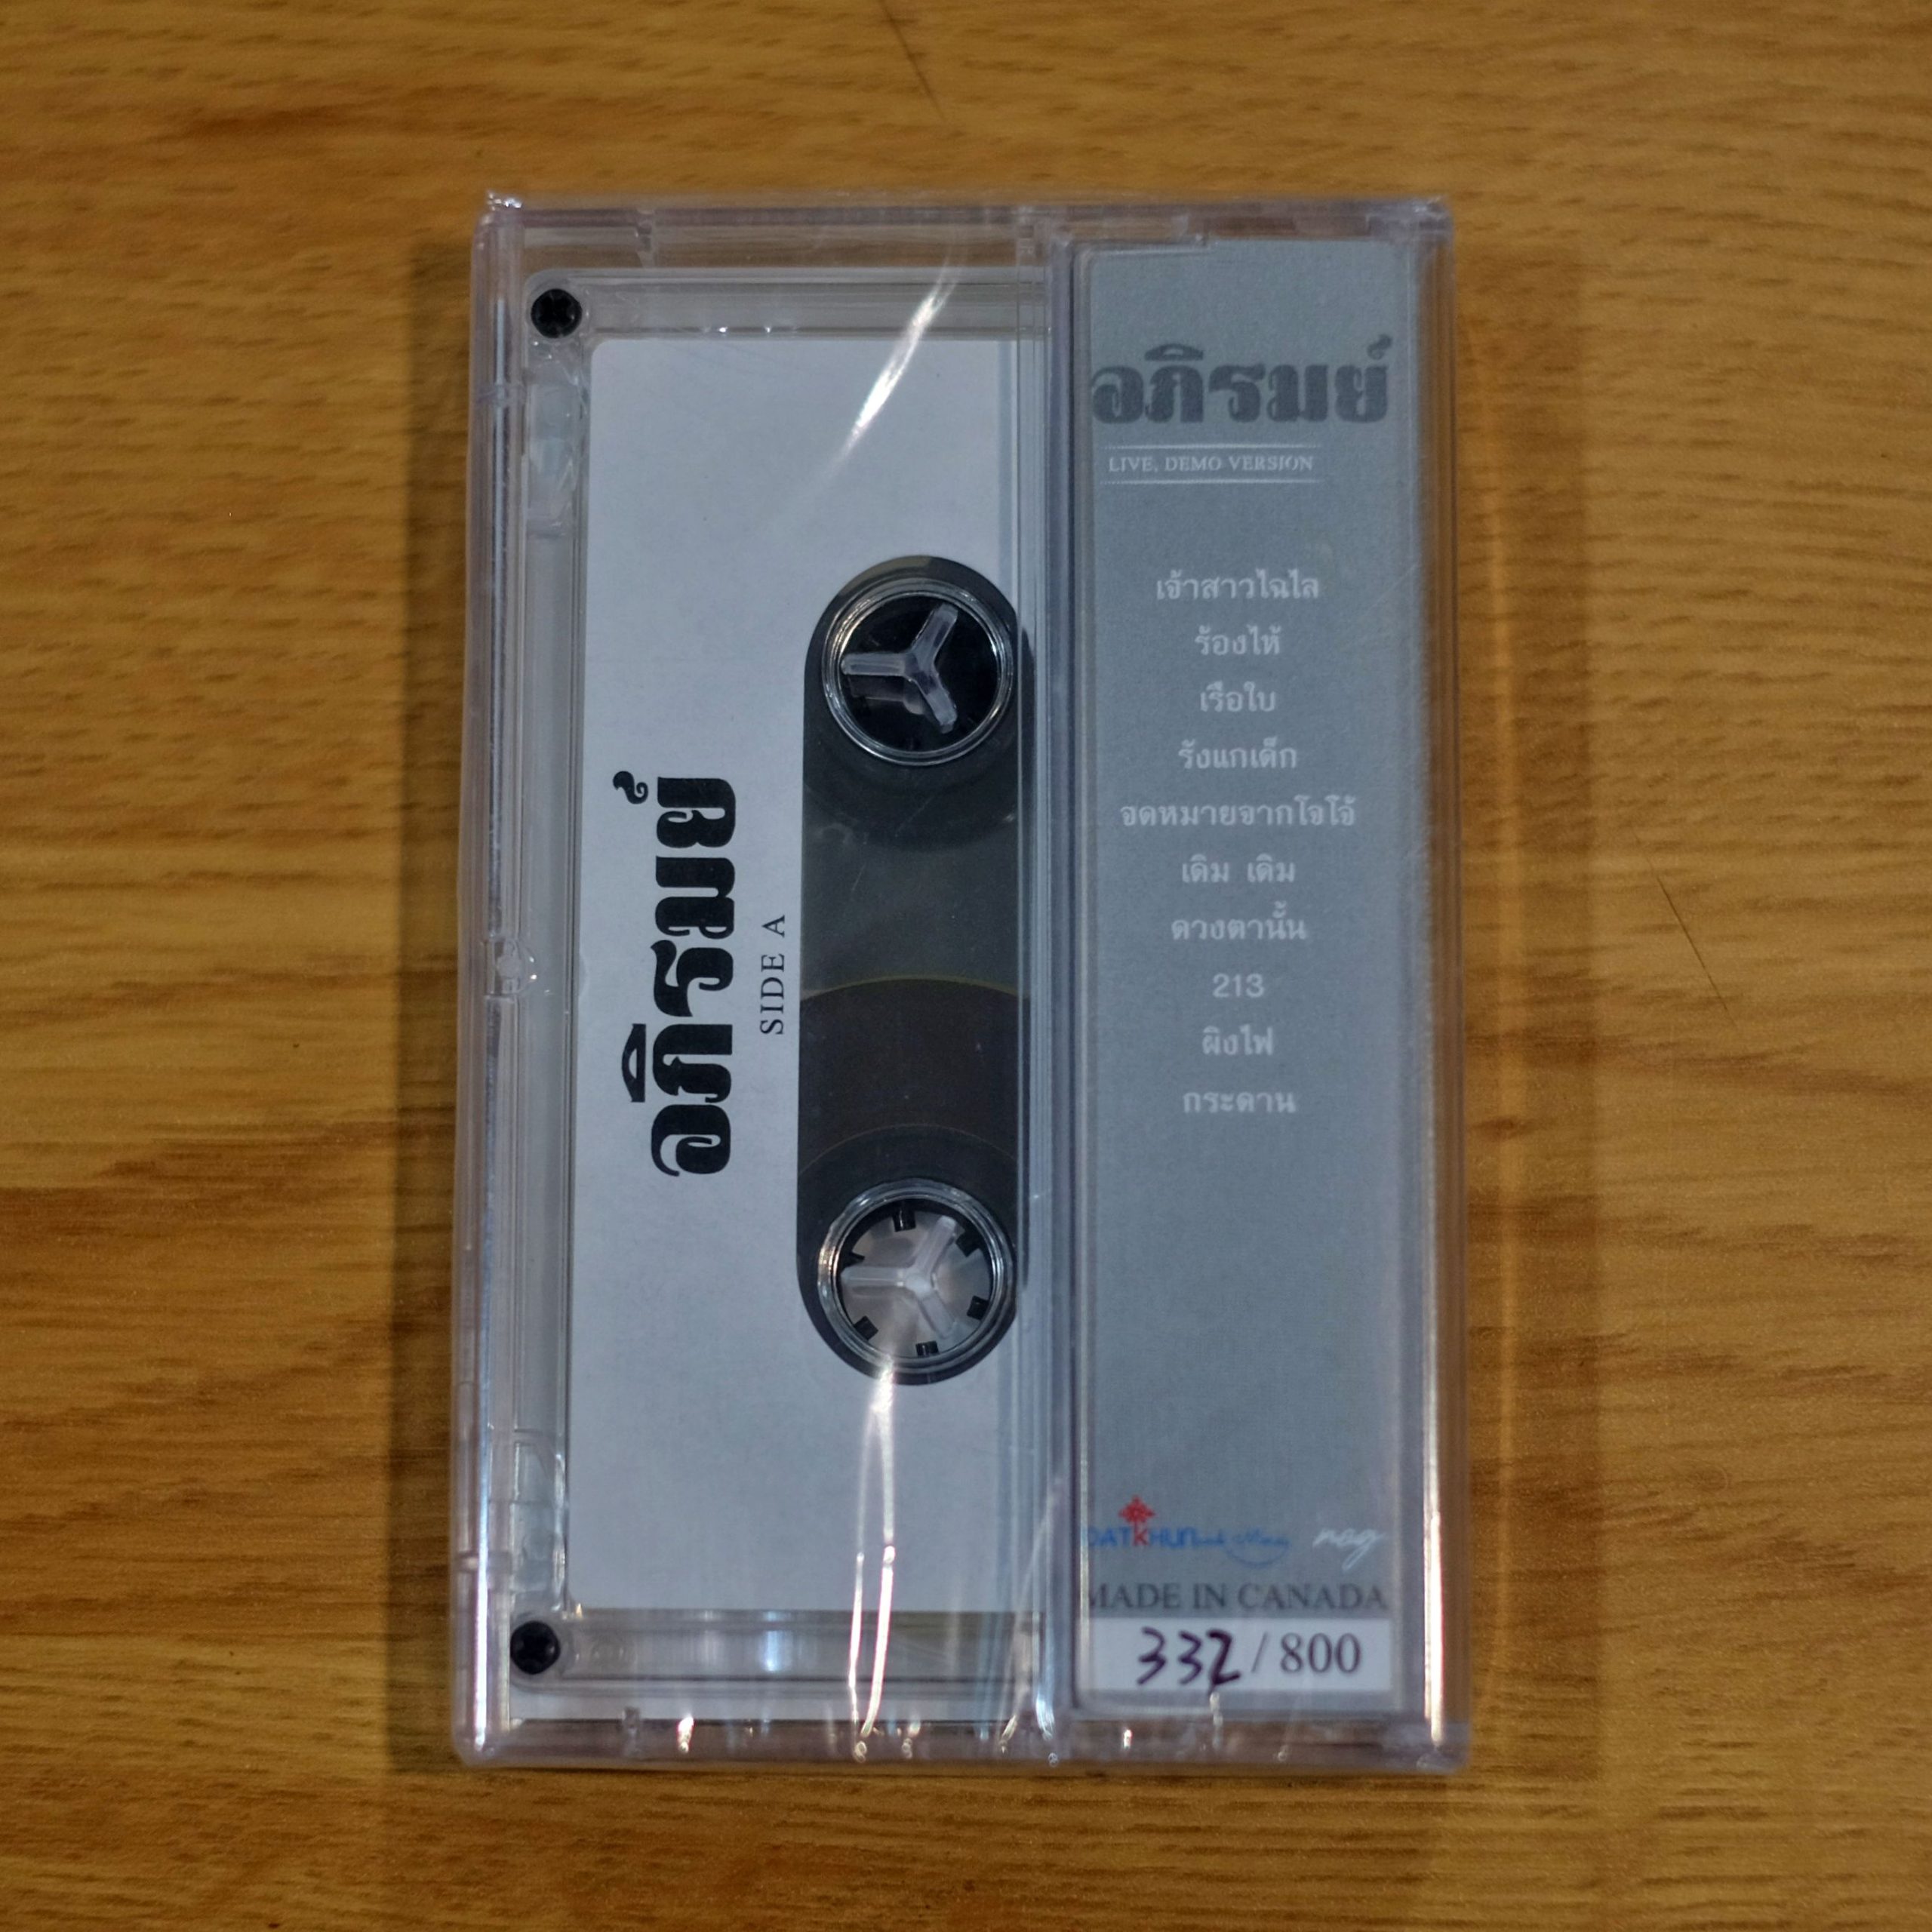 อภิรมย์
SIDE A
อภิรมย์
LIVE, DEMO VERSION
เจ้าสาวไฉไล
ร้องไห้
เรือใบ
รังแกเด็ก
จดหมายจากโจโจ้
เดิม เดิม
ดวงตานั้น
213
ผิงไฟ
กระดาน
MADE IN CANADA
332 / 800